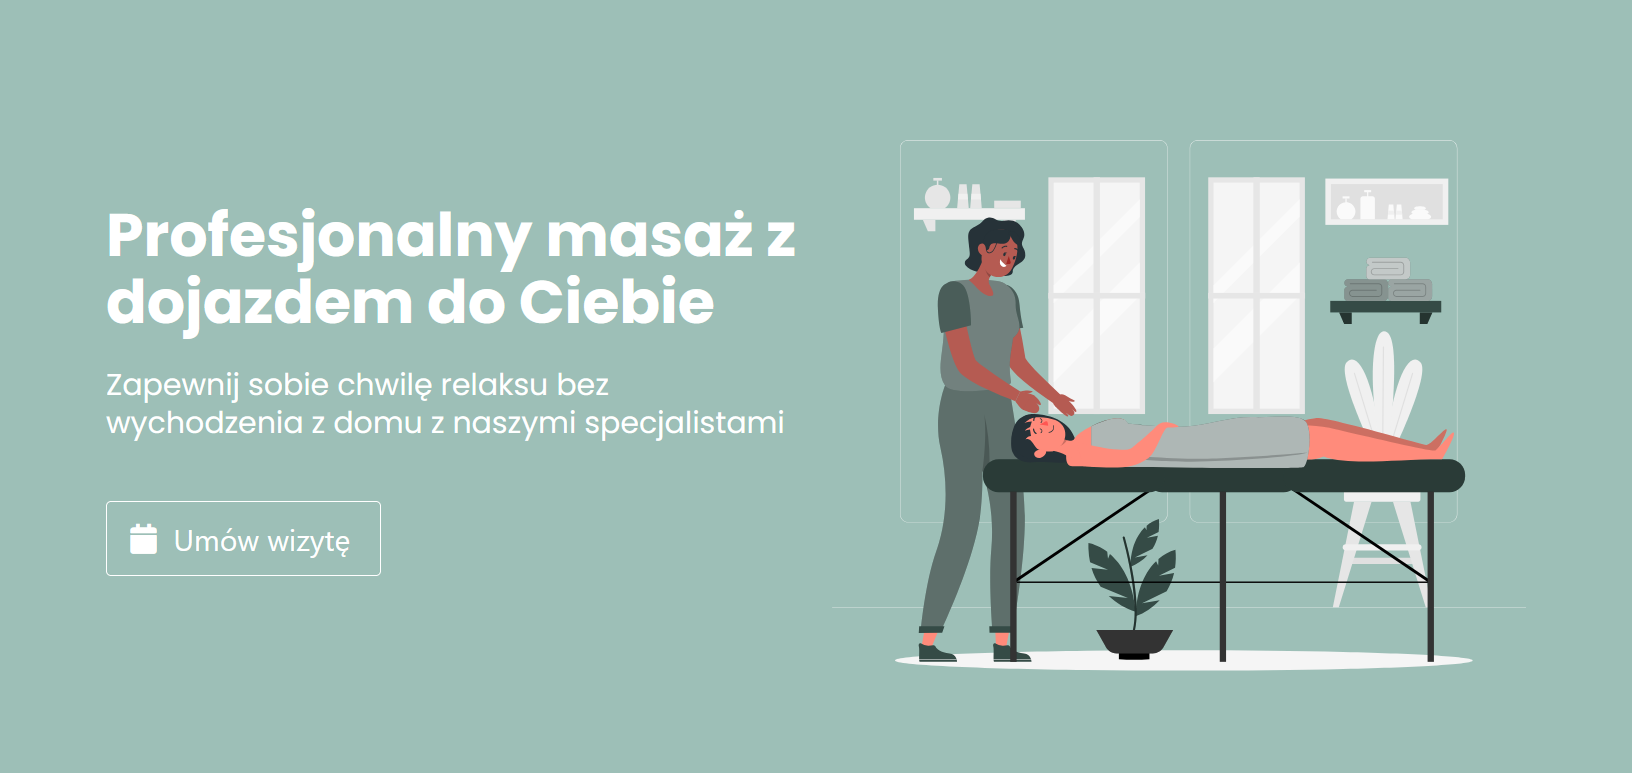 Profesjonalny masaż z
dojazdem do Ciebie
Zapewnij sobie chwilę relaksu bez
wychodzenia z domu z naszymi specjalistami
Umów wizytę